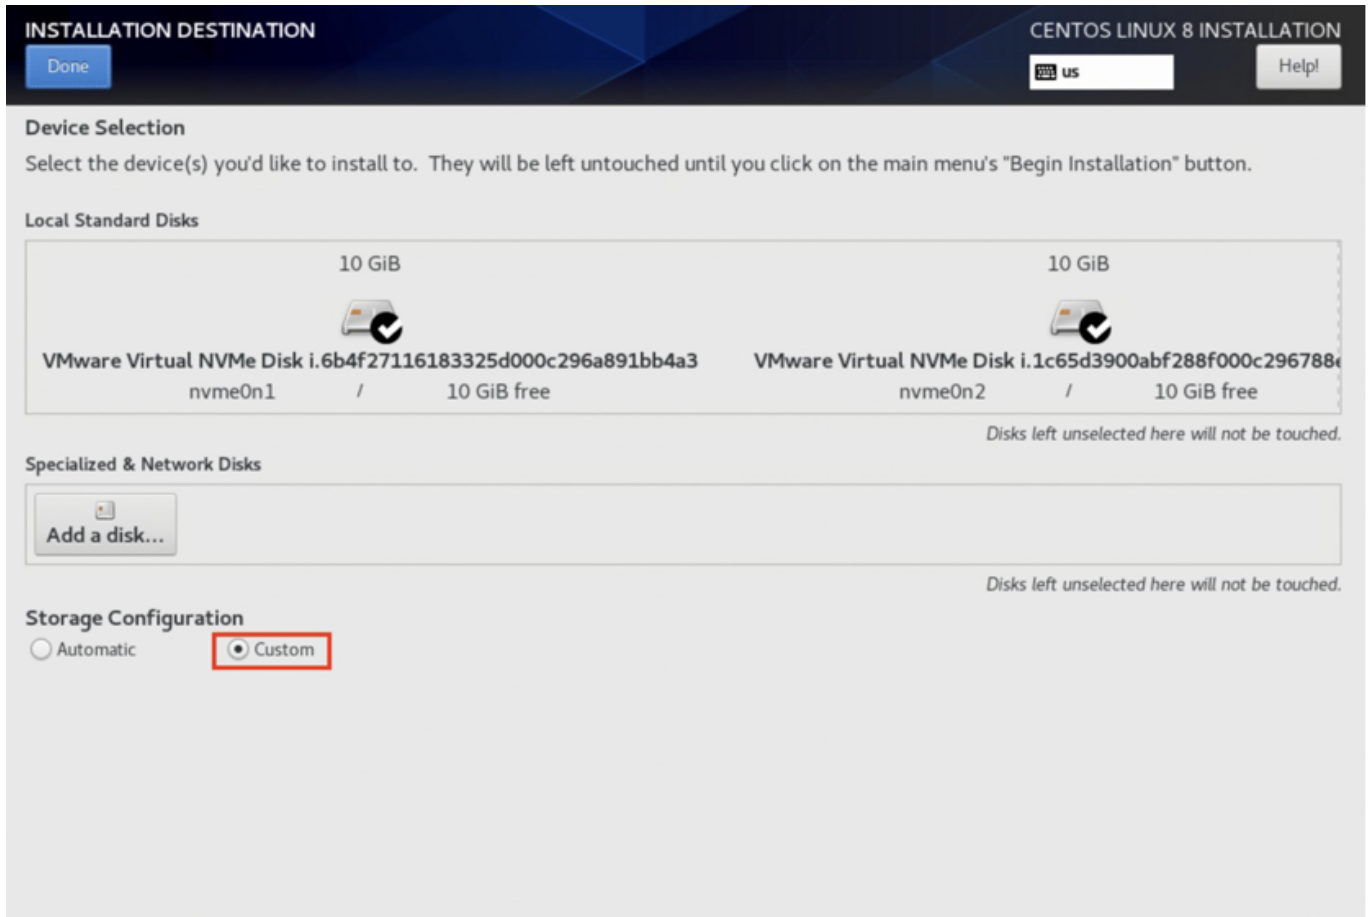 INSTALLATION DESTINATION
CENTOS LINUX 8 INSTALLATION
Done
us
Help!
Device Selection
Select the device(s) you'd like to install to. They will be left untouched until you click on the main menu's "Begin Installation" button.
Local Standard Disks
10 GiB
10 GiB
VMware Virtual NVMe Disk i.6b4f27116183325d000c296a891bb4a3
VMware Virtual NVMe Disk i.1c65d3900abf288f000c296788
nvme0n1 / 10 GiB free
nvme0n2 / 10 GiB free
Disks left unselected here will not be touched.
Specialized & Network Disks
Add a disk...
Disks left unselected here will not be touched.
Storage Configuration
Automatic
Custom